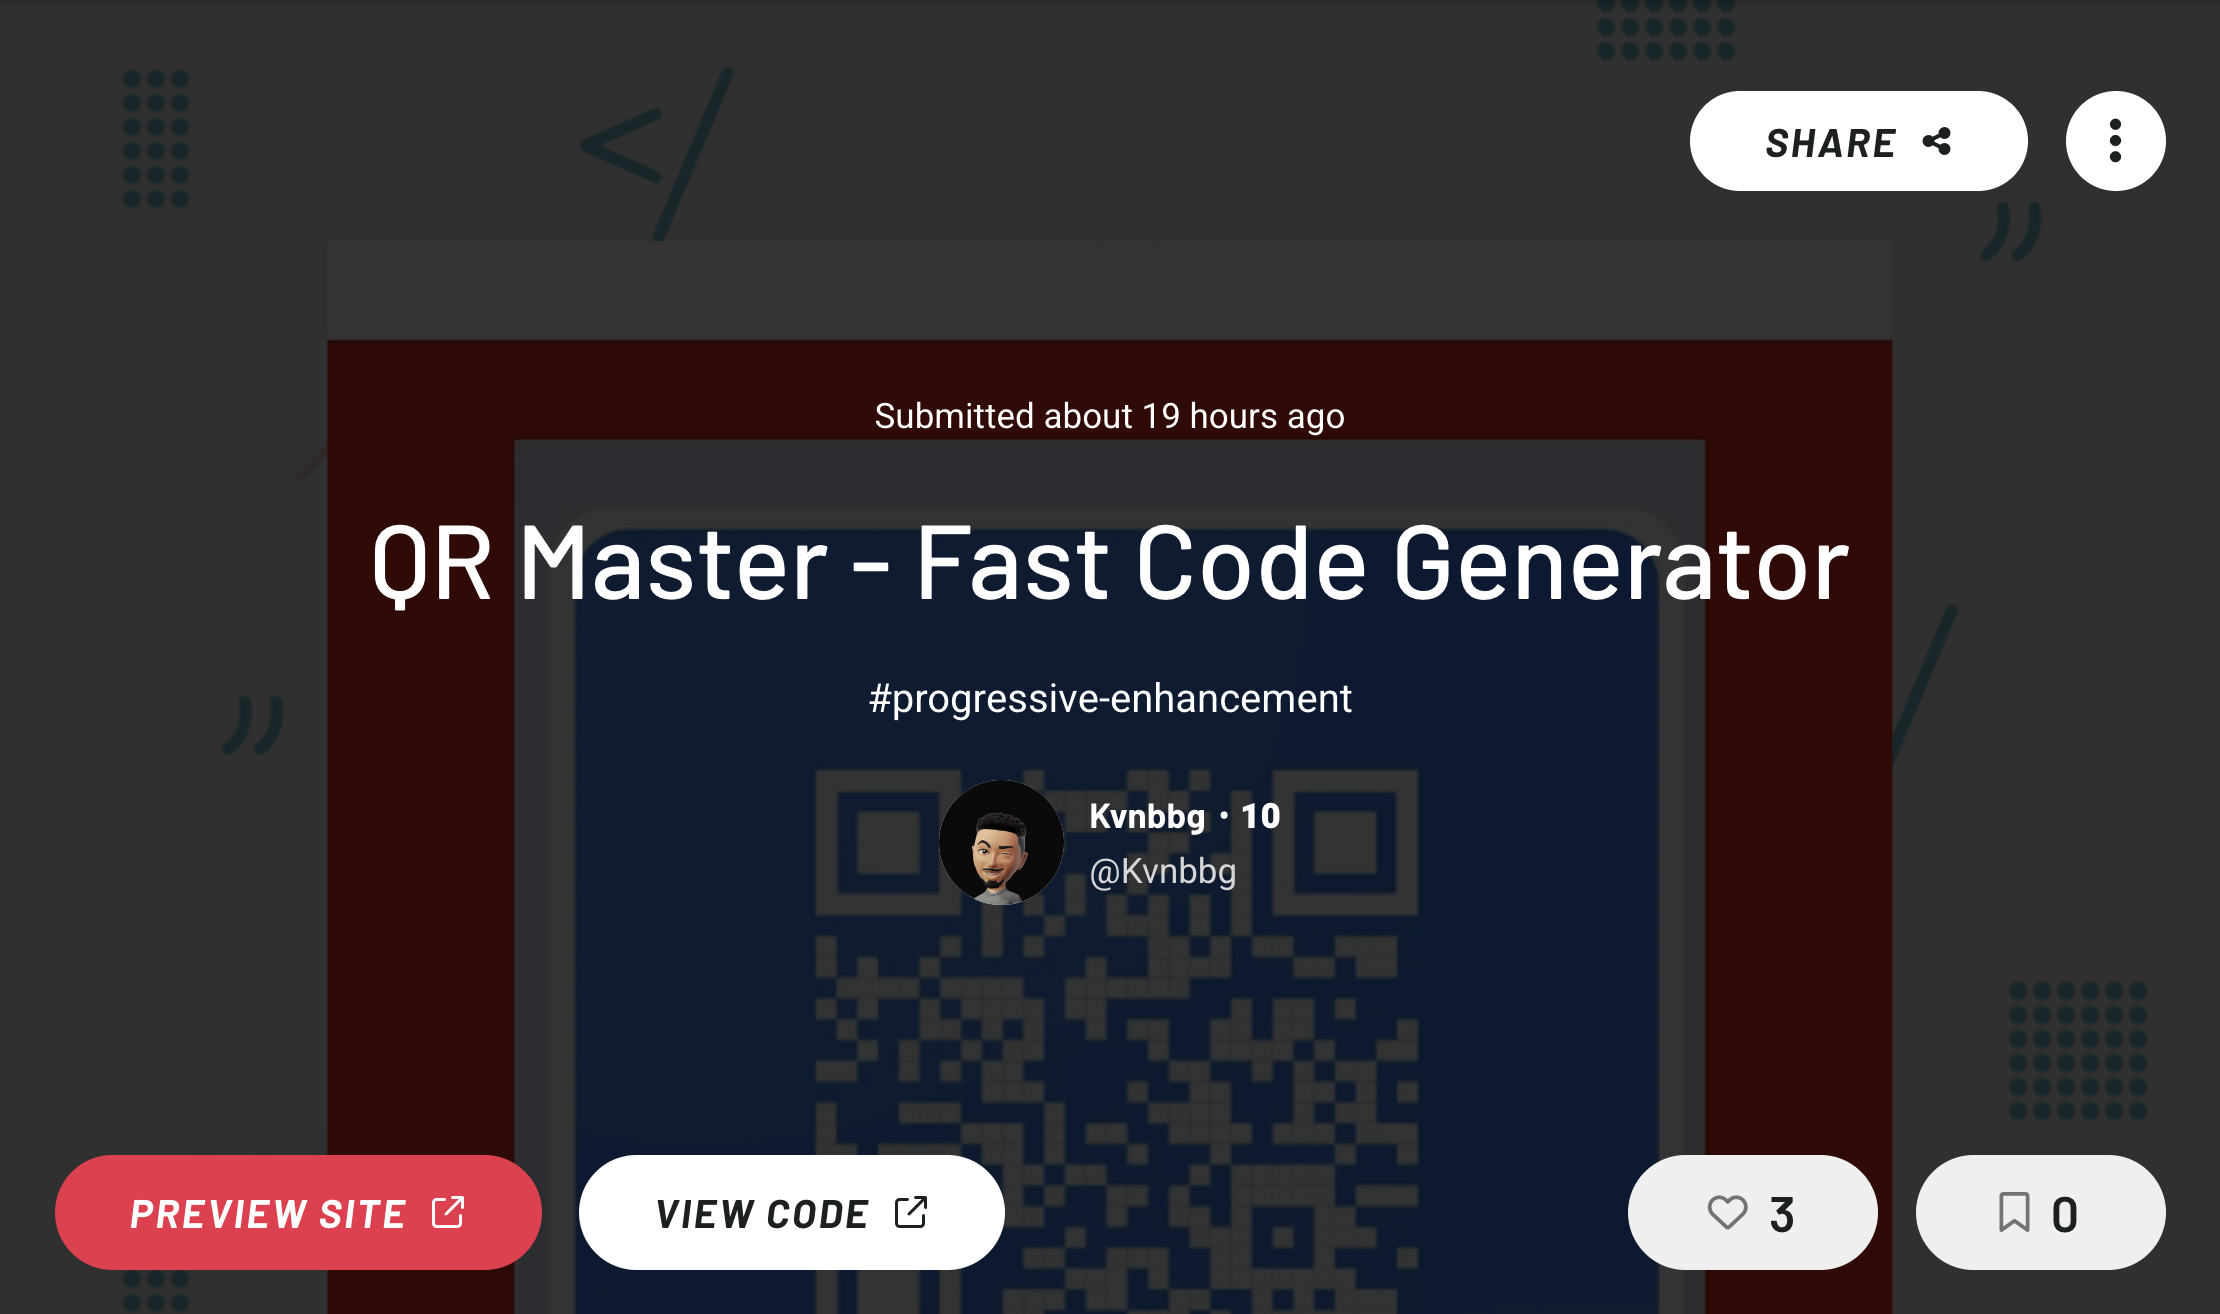 SHARE
Submitted about 19 hours ago
QR Master - Fast Code Generator
#progressive-enhancement
Kvnbbg • 10
@Kvnbbg
PREVIEW SITE
VIEW CODE
3
0